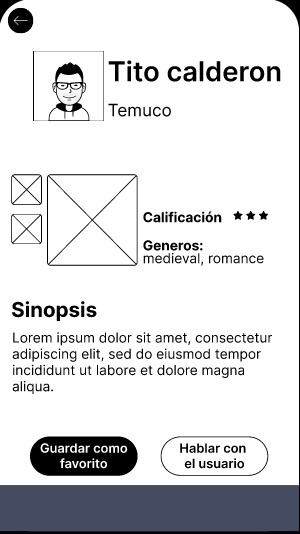 Tito calderon
Temuco
Calificación
Generos:
medieval, romance
Sinopsis
Lorem ipsum dolor sit amet, consectetur
adipiscing elit, sed do eiusmod tempor
incididunt ut labore et dolore magna
aliqua.
Guardar como
favorito
Hablar con
el usuario